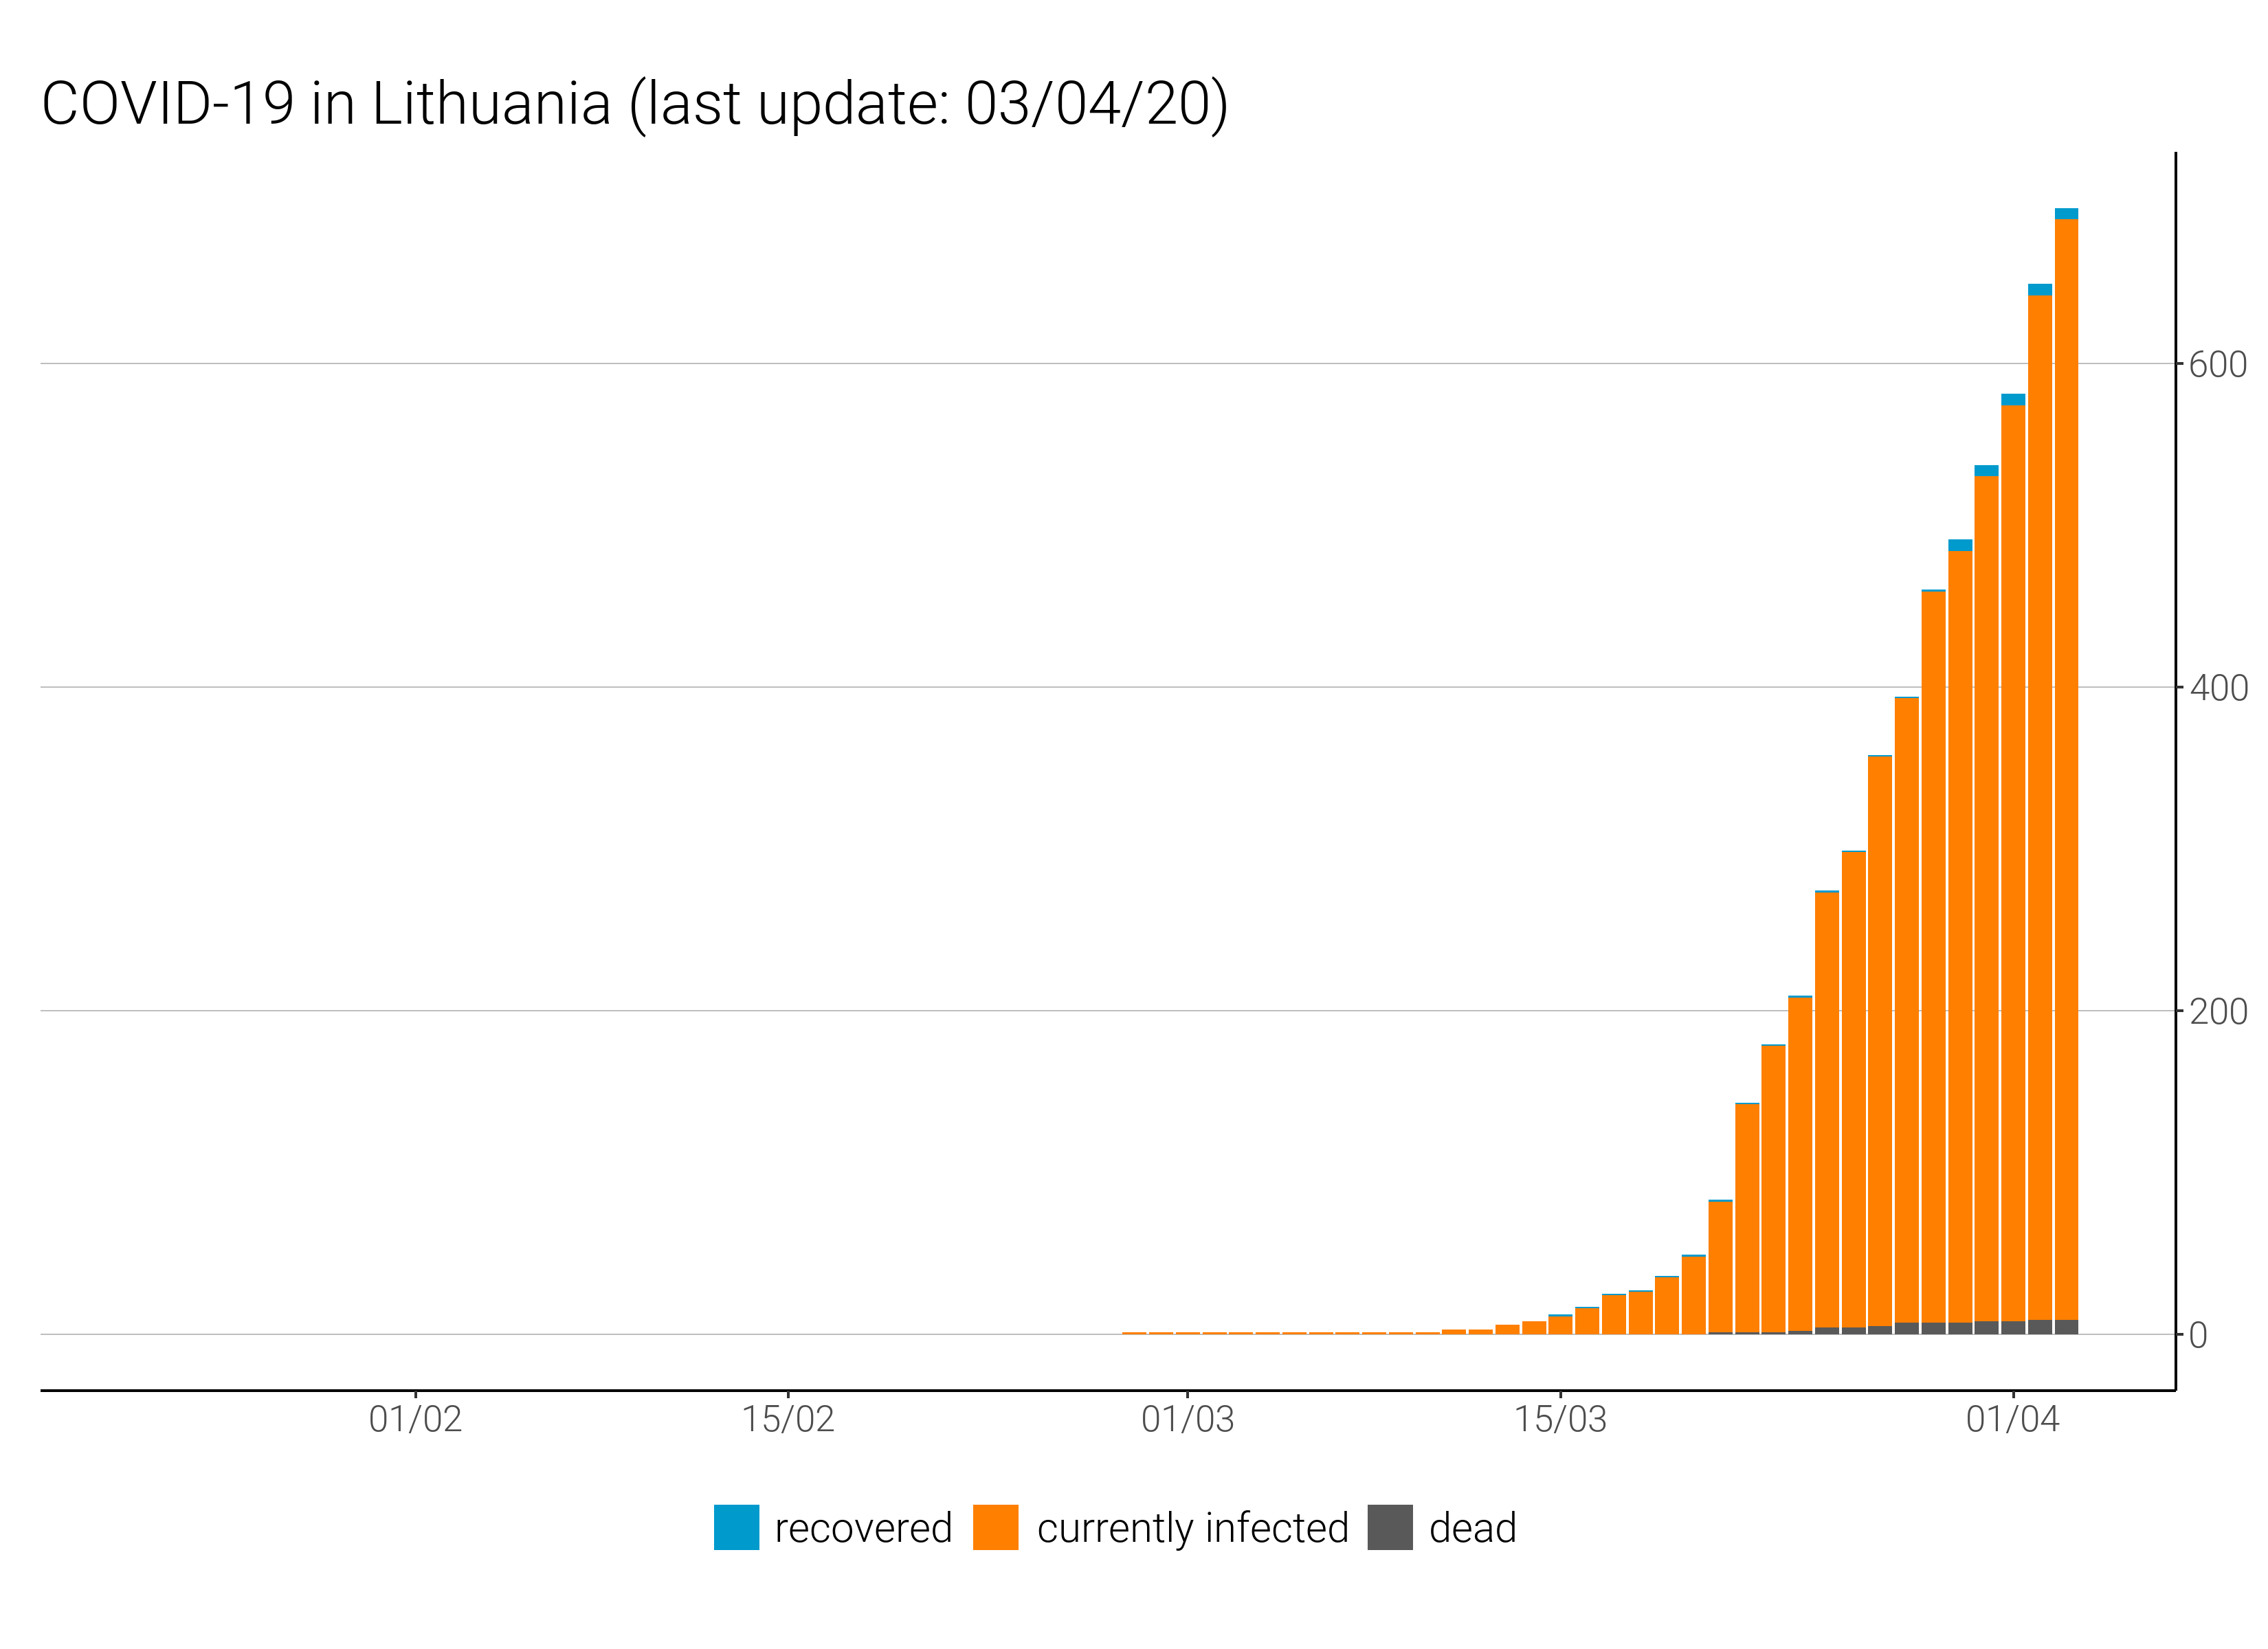 COVID-19 in Lithuania (last update: 03/04/20)
600
400
200
0
01/02 15/02 01/03 15/03 01/04
recovered currently infected dead